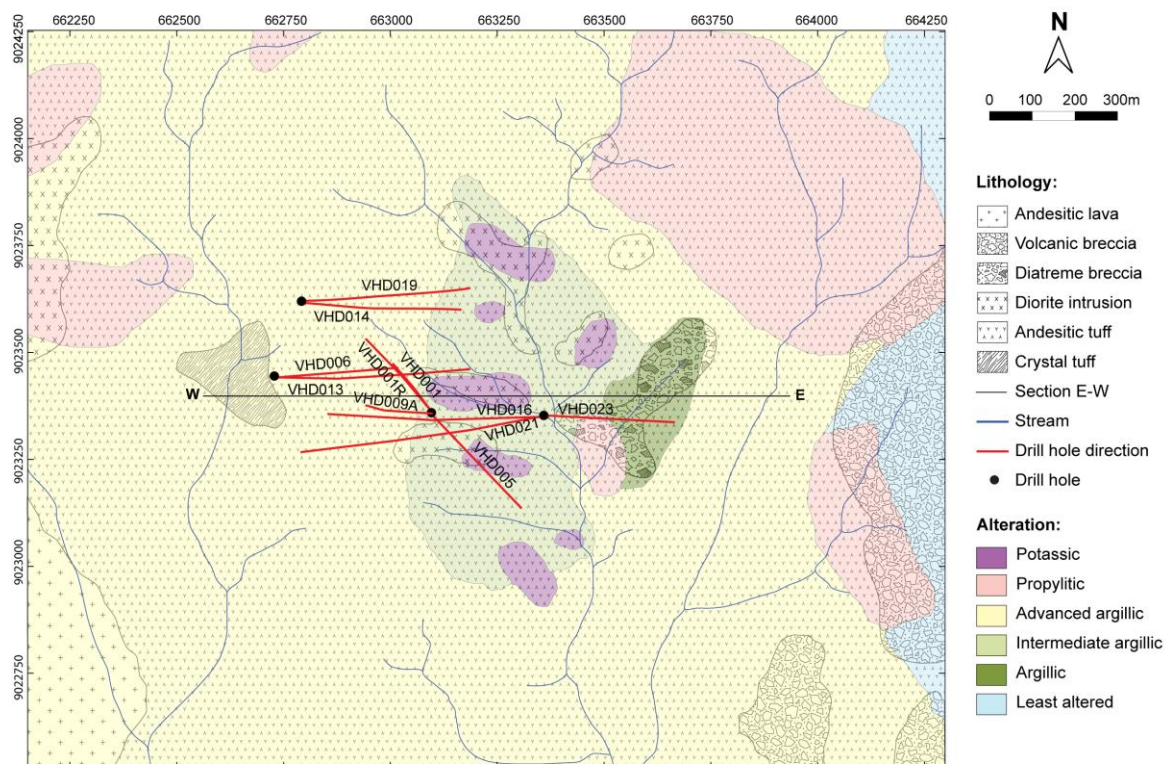 662250 662500 662750 663000 663250 663500 663750 664000 664250
9024250
9024000
9023750
9023500
9023250
9023000
9022750
VHD019
VHD014
VHD006
VHD001
VHD001R
VHD013
VHD009A
W
VHD016
VHD023
E
VHD021
VHD005
N
0 100 200 300m
Lithology:
Andesitic lava
Volcanic breccia
Diatreme breccia
Diorite intrusion
Andesitic tuff
Crystal tuff
Section E-W
Stream
Drill hole direction
Drill hole
Alteration:
Potassic
Propylitic
Advanced argillic
Intermediate argillic
Argillic
Least altered